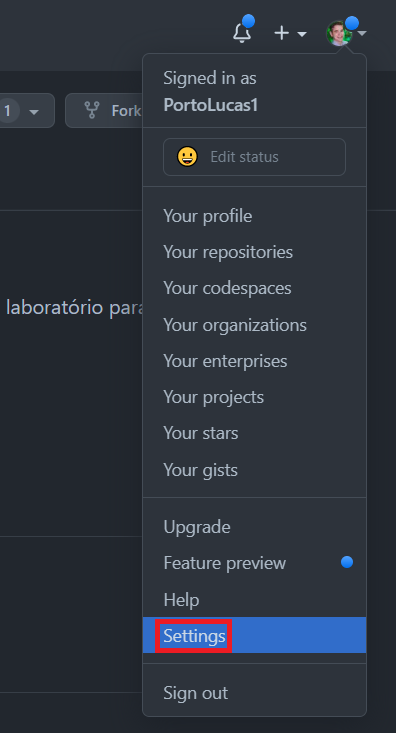 Signed in as
PortoLucas1
1
Fork
Edit status
Your profile
Your repositories
Your codespaces
laboratório para
Your organizations
Your enterprises
Your projects
Your stars
Your gists
Upgrade
Feature preview
Help
Settings
Sign out